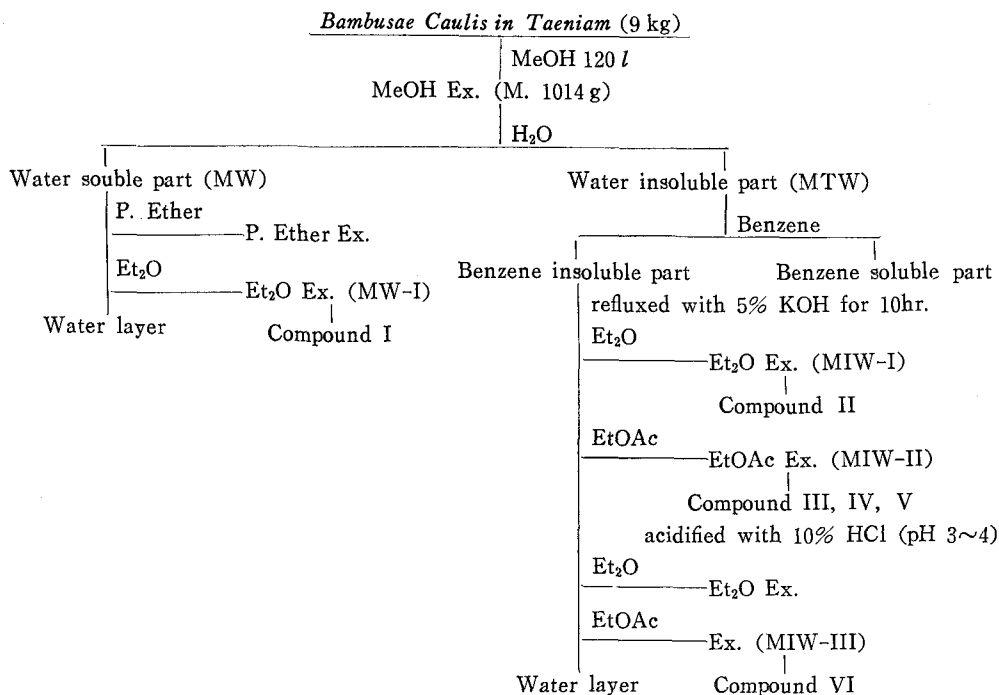 Bambusae Caulis in Taeniam (9 kg)
MeOH 120 l
MeOH Ex. (M. 1014 g)
H₂O
Water souble part (MW)
Water insoluble part (MTW)
P. Ether
P. Ether Ex.
Et₂O
Et₂O Ex. (MW-I)
Water layer
Compound I
Benzene
Benzene insoluble part
Benzene soluble part
refluxed with 5% KOH for 10hr.
Et₂O
Et₂O Ex. (MIW-I)
Compound II
EtOAc
EtOAc Ex. (MIW-II)
Compound III, IV, V
acidified with 10% HCl (pH 3~4)
Et₂O
Et₂O Ex.
EtOAc
Ex. (MIW-III)
Water layer
Compound VI